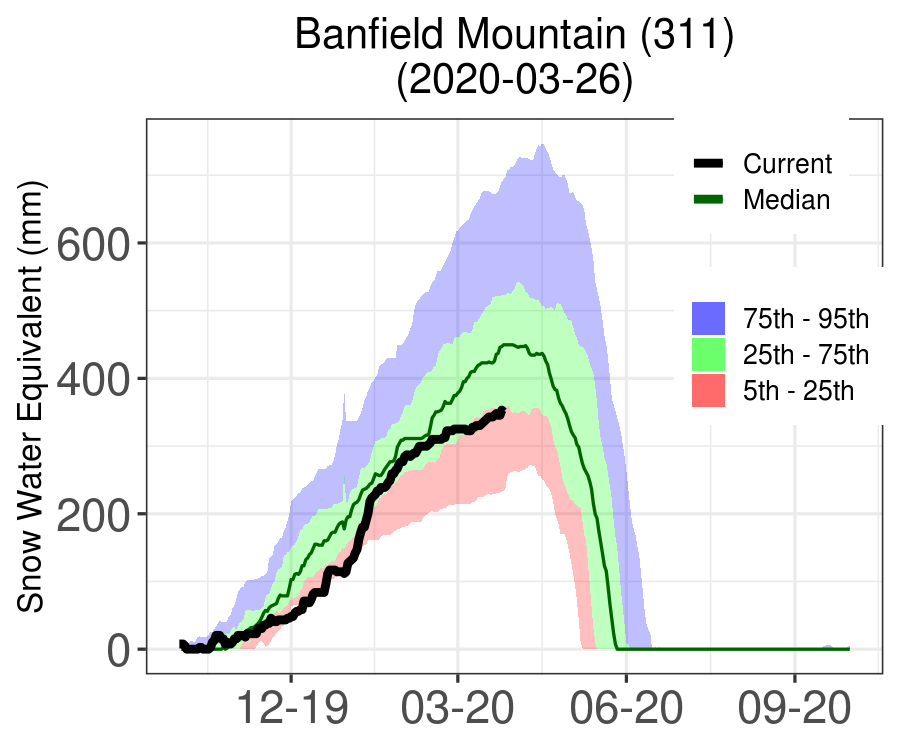 Banfield Mountain (311)
(2020-03-26)
Snow Water Equivalent (mm)
600
400
200
0
12-19
03-20
06-20
09-20
Current
Median
75th - 95th
25th - 75th
5th - 25th